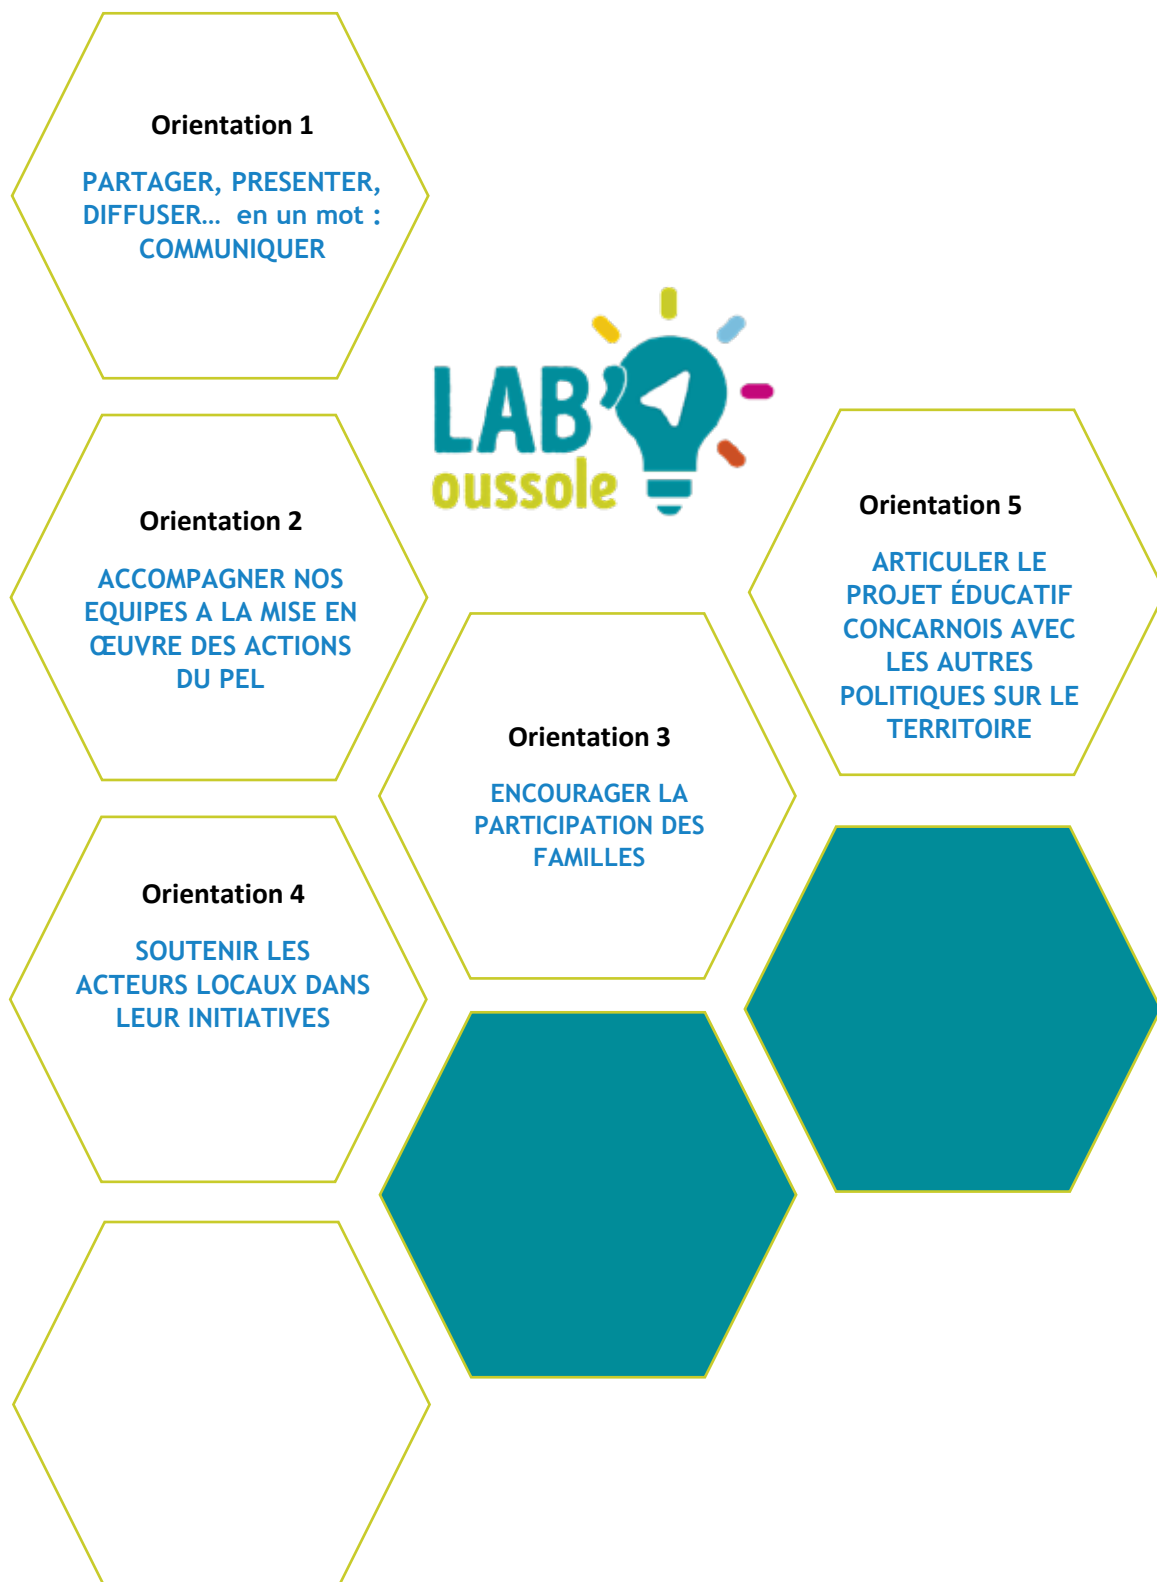 Orientation 1
PARTAGER, PRESENTER,
DIFFUSER… en un mot :
COMMUNIQUER
LAB'
oussole
Orientation 2
ACCOMPAGNER NOS
EQUIPES A LA MISE EN
ŒUVRE DES ACTIONS
DU PEL
Orientation 5
ARTICULER LE
PROJET ÉDUCATIF
CONCARNOIS AVEC
LES AUTRES
POLITIQUES SUR LE
TERRITOIRE
Orientation 3
ENCOURAGER LA
PARTICIPATION DES
FAMILLES
Orientation 4
SOUTENIR LES
ACTEURS LOCAUX DANS
LEUR INITIATIVES